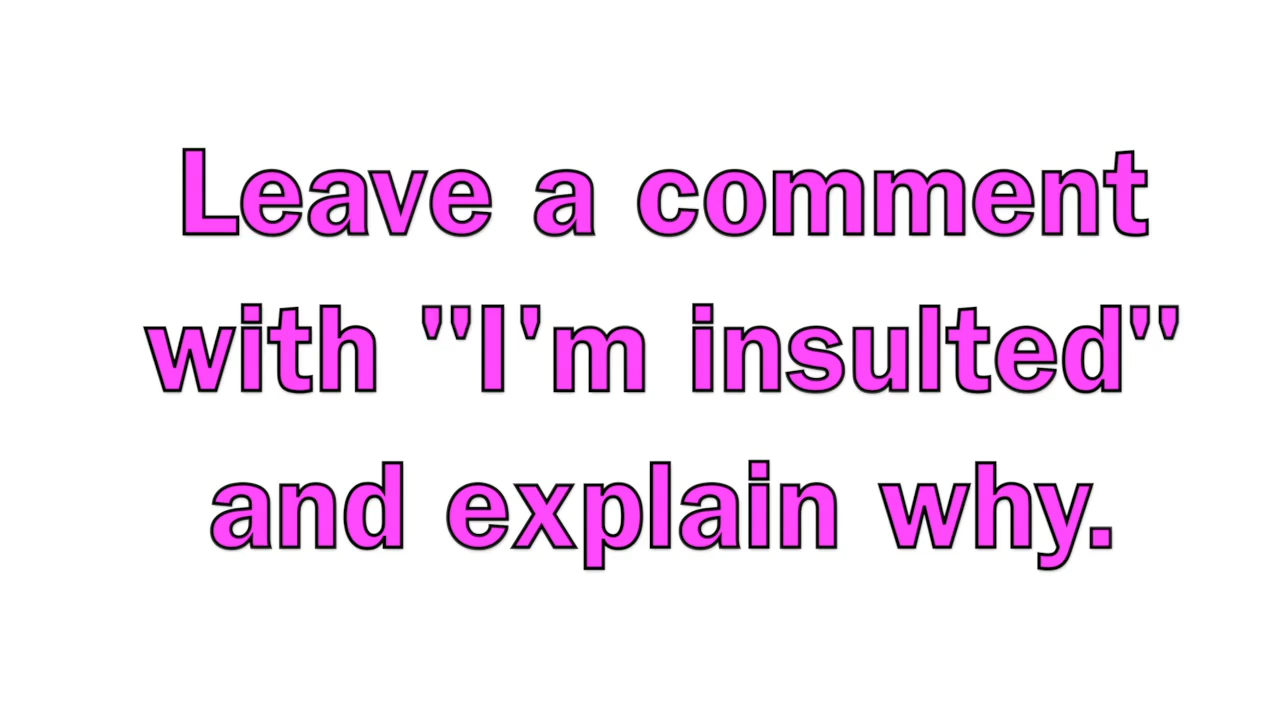 Leave a comment
with "I'm insulted"
and explain why.